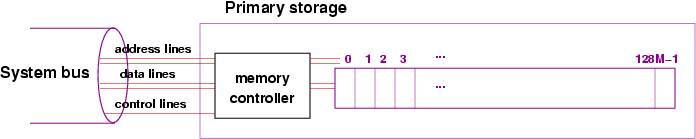 Primary storage
address lines
0 1 2 3 ... 128M−1
System bus
data lines
memory
controller
...
control lines